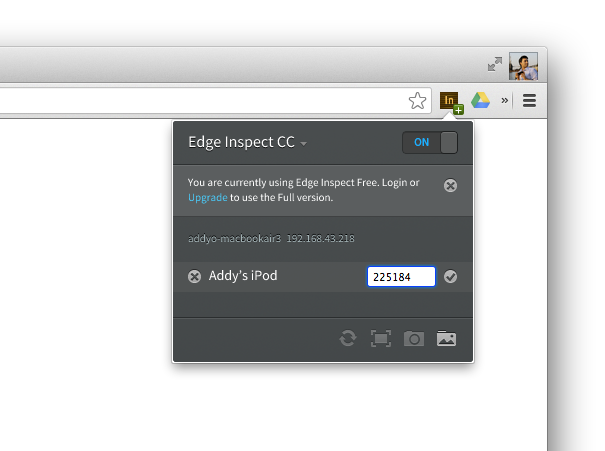 In
»
Edge Inspect CC
ON
You are currently using Edge Inspect Free. Login or
Upgrade to use the Full version.
addyo-macbookair3 192.168.43.218
Addy's iPod
225184